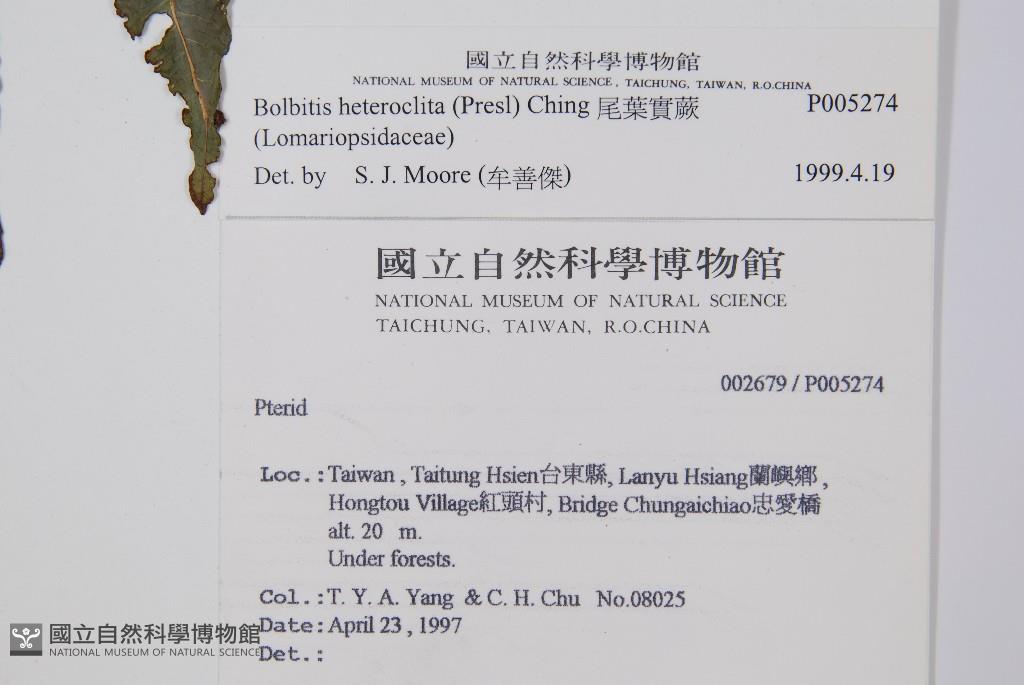 國立自然科學博物館
NATIONAL MUSEUM OF NATURAL SCIENCE, TAICHUNG, TAIWAN, R.O.CHINA
Bolbitis heteroclita (Presl) Ching 尾葉實蕨 P005274
(Lomariopsidaceae)
Det. by S. J. Moore (牟善傑) 1999.4.19
國立自然科學博物館
NATIONAL MUSEUM OF NATURAL SCIENCE
TAICHUNG, TAIWAN, R.O.CHINA
002679 / P005274
Pterid
Loc.:Taiwan , Taitung Hsien台東縣, Lanyu Hsiang蘭嶼鄉 ,
Hongtou Village紅頭村, Bridge Chungaichiao忠愛橋
alt. 20 m.
Under forests.
Col.:T. Y. A. Yang & C. H. Chu No.08025
Date:April 23 , 1997
Det.:
國立自然科學博物館
NATIONAL MUSEUM OF NATURAL SCIENCE